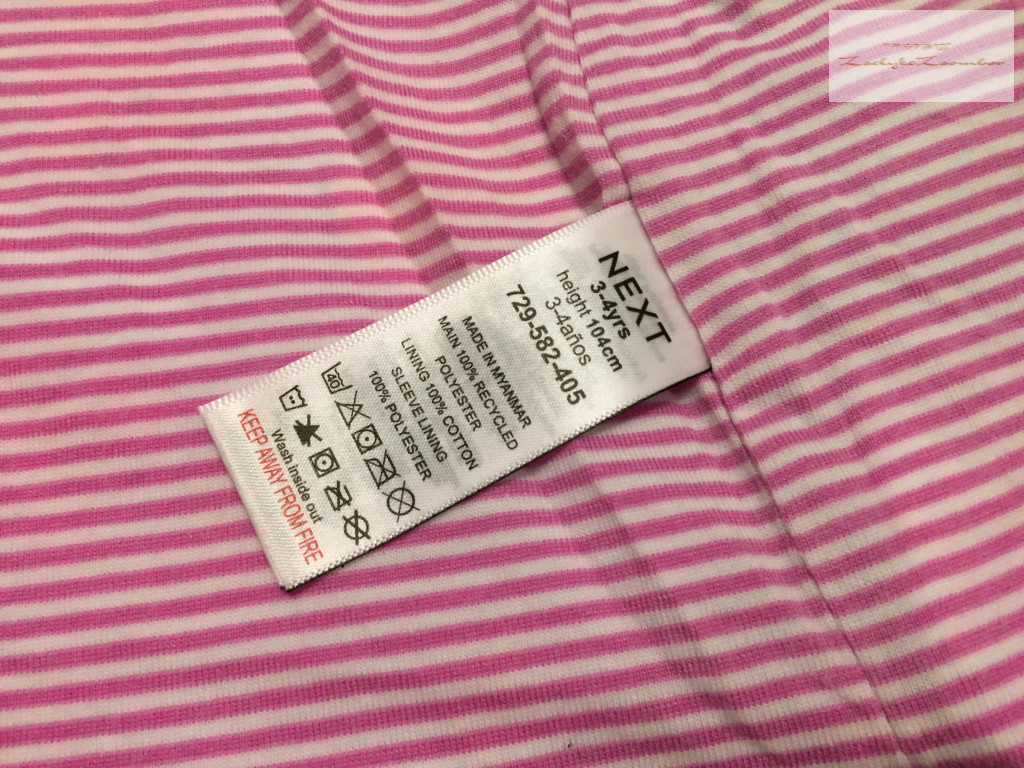 NEXT
3-4yrs
height 104cm
3-4años
729-582-405
MADE IN MYANMAR
MAIN 100% RECYCLED
POLYESTER
LINING 100% COTTON
SLEEVE LINING
100% POLYESTER
40
Wash inside out
KEEP AWAY FROM FIRE